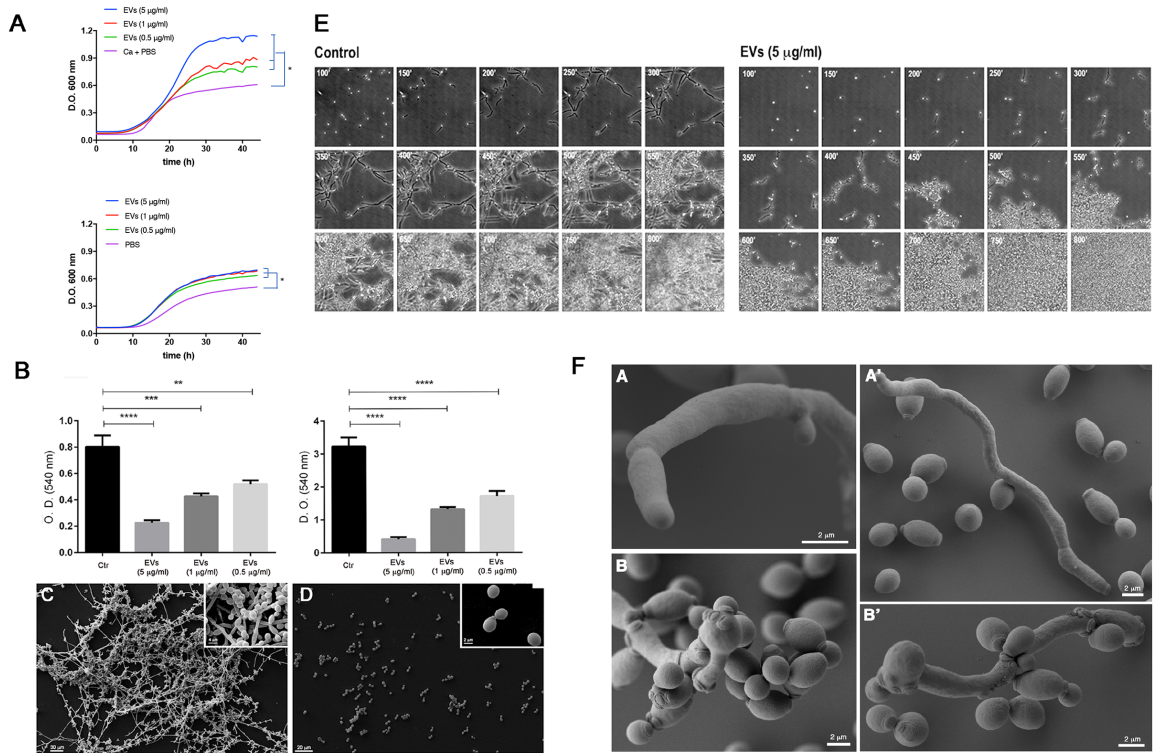 A
EVs (5 µg/ml)
EVs (1 µg/ml)
EVs (0.5 µg/ml)
Ca + PBS
D.O. 600 nm
1.2
0.9
0.6
0.3
0.0
0 10 20 30 40
time (h)
*
EVs (5 µg/ml)
EVs (1 µg/ml)
EVs (0.5 µg/ml)
PBS
D.O. 600 nm
1.2
0.9
0.6
0.3
0.0
0 10 20 30 40
time (h)
*
B
**
***
****
O. D. (540 nm)
1.0
0.8
0.6
0.4
0.2
0.0
Ctr
EVs (5 µg/ml)
EVs (1 µg/ml)
EVs (0.5 µg/ml)
****
****
****
D. O. (540 nm)
4
3
2
1
0
Ctr
EVs (5 µg/ml)
EVs (1 µg/ml)
EVs (0.5 µg/ml)
C
30 µm
D
20 µm
2 µm
E
Control
100' 150' 200' 250' 300'
350' 400' 450' 500' 550'
600' 650' 700' 750' 800'
EVs (5 µg/ml)
100' 150' 200' 250' 300'
350' 400' 450' 500' 550'
600' 650' 700' 750' 800'
F
A
2 µm
A'
2 µm
B
2 µm
B'
2 µm